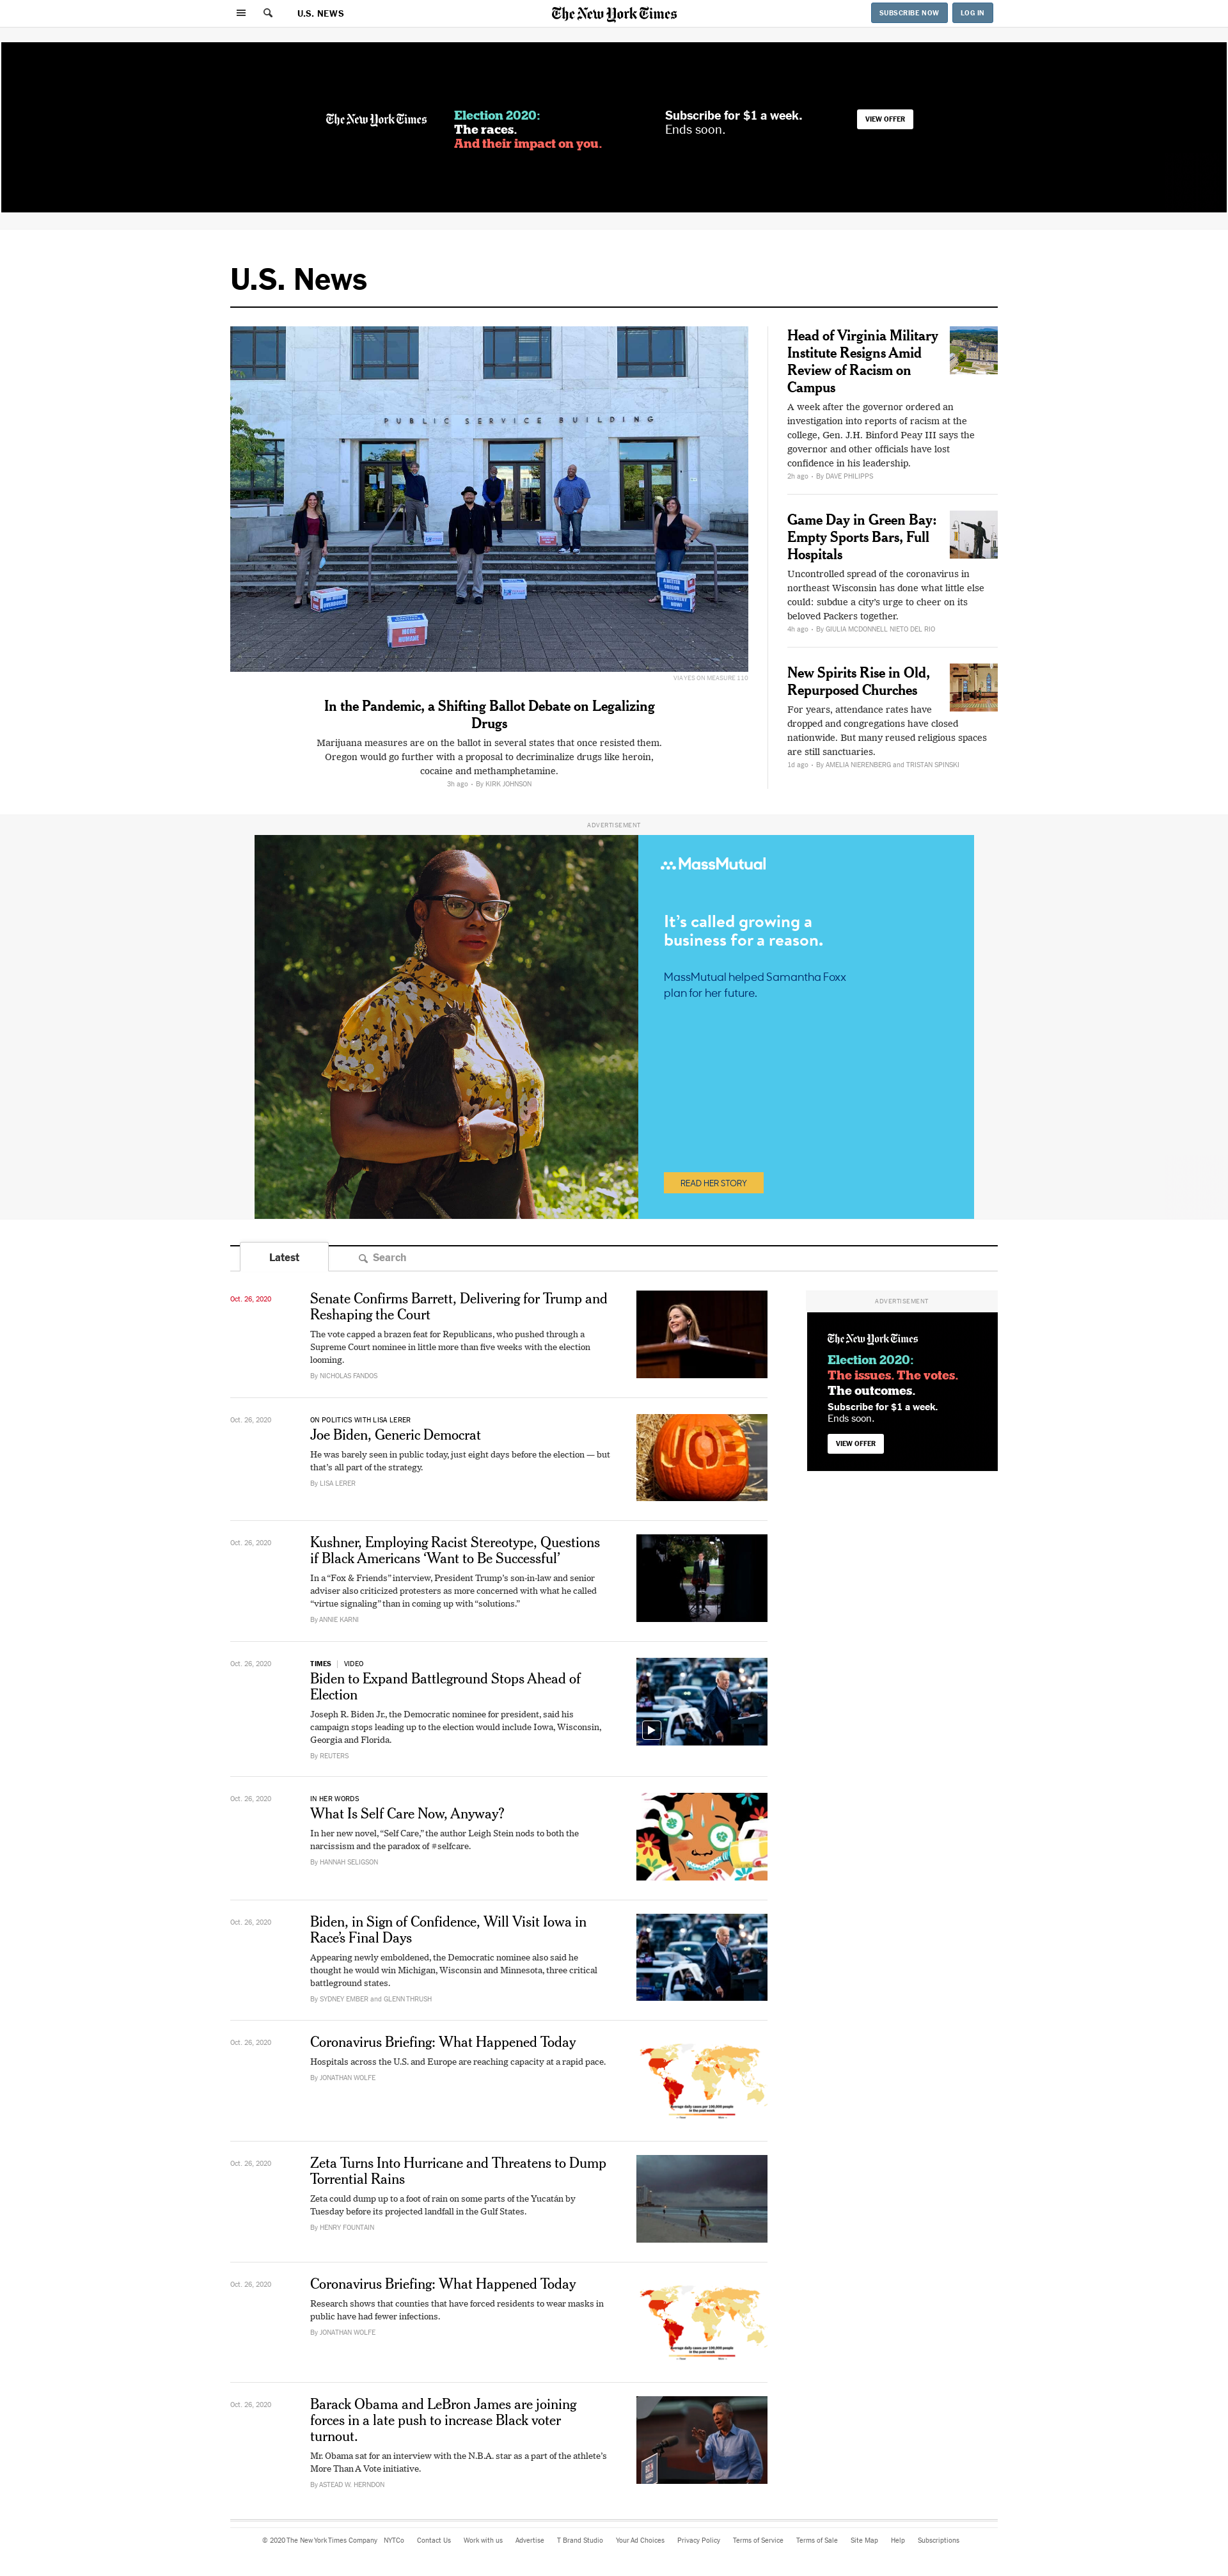 U.S. NEWS
The New York Times
SUBSCRIBE NOW
LOG IN
The New York Times
Election 2020:
The races.
And their impact on you.
Subscribe for $1 a week.
Ends soon.
VIEW OFFER
U.S. News
PUBLIC SERVICE BUILDING
VIA YES ON MEASURE 110
In the Pandemic, a Shifting Ballot Debate on Legalizing
Drugs
Marijuana measures are on the ballot in several states that once resisted them.
Oregon would go further with a proposal to decriminalize drugs like heroin,
cocaine and methamphetamine.
3h ago • By KIRK JOHNSON
Head of Virginia Military
Institute Resigns Amid
Review of Racism on
Campus
A week after the governor ordered an
investigation into reports of racism at the
college, Gen. J.H. Binford Peay III says the
governor and other officials have lost
confidence in his leadership.
2h ago • By DAVE PHILIPPS
Game Day in Green Bay:
Empty Sports Bars, Full
Hospitals
Uncontrolled spread of the coronavirus in
northeast Wisconsin has done what little else
could: subdue a city's urge to cheer on its
beloved Packers together.
4h ago • By GIULIA MCDONNELL NIETO DEL RIO
New Spirits Rise in Old,
Repurposed Churches
For years, attendance rates have
dropped and congregations have closed
nationwide. But many reused religious spaces
are still sanctuaries.
1d ago • By AMELIA NIERENBERG and TRISTAN SPINSKI
ADVERTISEMENT
MassMutual
It's called growing a
business for a reason.
MassMutual helped Samantha Foxx
plan for her future.
READ HER STORY
Latest
Search
Oct. 26, 2020
Senate Confirms Barrett, Delivering for Trump and
Reshaping the Court
The vote capped a brazen feat for Republicans, who pushed through a
Supreme Court nominee in little more than five weeks with the election
looming.
By NICHOLAS FANDOS
ADVERTISEMENT
The New York Times
Election 2020:
The issues. The votes.
The outcomes.
Subscribe for $1 a week.
Ends soon.
VIEW OFFER
Oct. 26, 2020
ON POLITICS WITH LISA LERER
Joe Biden, Generic Democrat
He was barely seen in public today, just eight days before the election — but
that's all part of the strategy.
By LISA LERER
JOE
Oct. 26, 2020
Kushner, Employing Racist Stereotype, Questions
if Black Americans 'Want to Be Successful'
In a "Fox & Friends" interview, President Trump's son-in-law and senior
adviser also criticized protesters as more concerned with what he called
"virtue signaling" than in coming up with "solutions."
By ANNIE KARNI
Oct. 26, 2020
TIMES | VIDEO
Biden to Expand Battleground Stops Ahead of
Election
Joseph R. Biden Jr., the Democratic nominee for president, said his
campaign stops leading up to the election would include Iowa, Wisconsin,
Georgia and Florida.
By REUTERS
Oct. 26, 2020
IN HER WORDS
What Is Self Care Now, Anyway?
In her new novel, "Self Care," the author Leigh Stein nods to both the
narcissism and the paradox of #selfcare.
By HANNAH SELIGSON
Oct. 26, 2020
Biden, in Sign of Confidence, Will Visit Iowa in
Race's Final Days
Appearing newly emboldened, the Democratic nominee also said he
thought he would win Michigan, Wisconsin and Minnesota, three critical
battleground states.
By SYDNEY EMBER and GLENN THRUSH
Oct. 26, 2020
Coronavirus Briefing: What Happened Today
Hospitals across the U.S. and Europe are reaching capacity at a rapid pace.
By JONATHAN WOLFE
Average daily cases per 100,000 people
in the past week
Oct. 26, 2020
Zeta Turns Into Hurricane and Threatens to Dump
Torrential Rains
Zeta could dump up to a foot of rain on some parts of the Yucatán by
Tuesday before its projected landfall in the Gulf States.
By HENRY FOUNTAIN
Oct. 26, 2020
Coronavirus Briefing: What Happened Today
Research shows that counties that have forced residents to wear masks in
public have had fewer infections.
By JONATHAN WOLFE
Average daily cases per 100,000 people
in the past week
Oct. 26, 2020
Barack Obama and LeBron James are joining
forces in a late push to increase Black voter
turnout.
Mr. Obama sat for an interview with the N.B.A. star as a part of the athlete's
More Than A Vote initiative.
By ASTEAD W. HERNDON
© 2020 The New York Times Company NYTCo Contact Us Work with us Advertise T Brand Studio Your Ad Choices Privacy Policy Terms of Service Terms of Sale Site Map Help Subscriptions